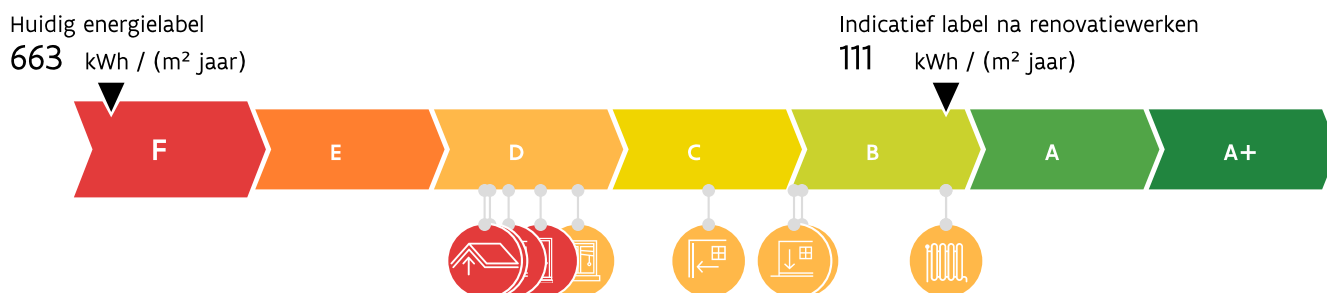 Huidig energielabel
663 kWh / (m² jaar)
Indicatief label na renovatiewerken
111 kWh / (m² jaar)
F E D C B A A+